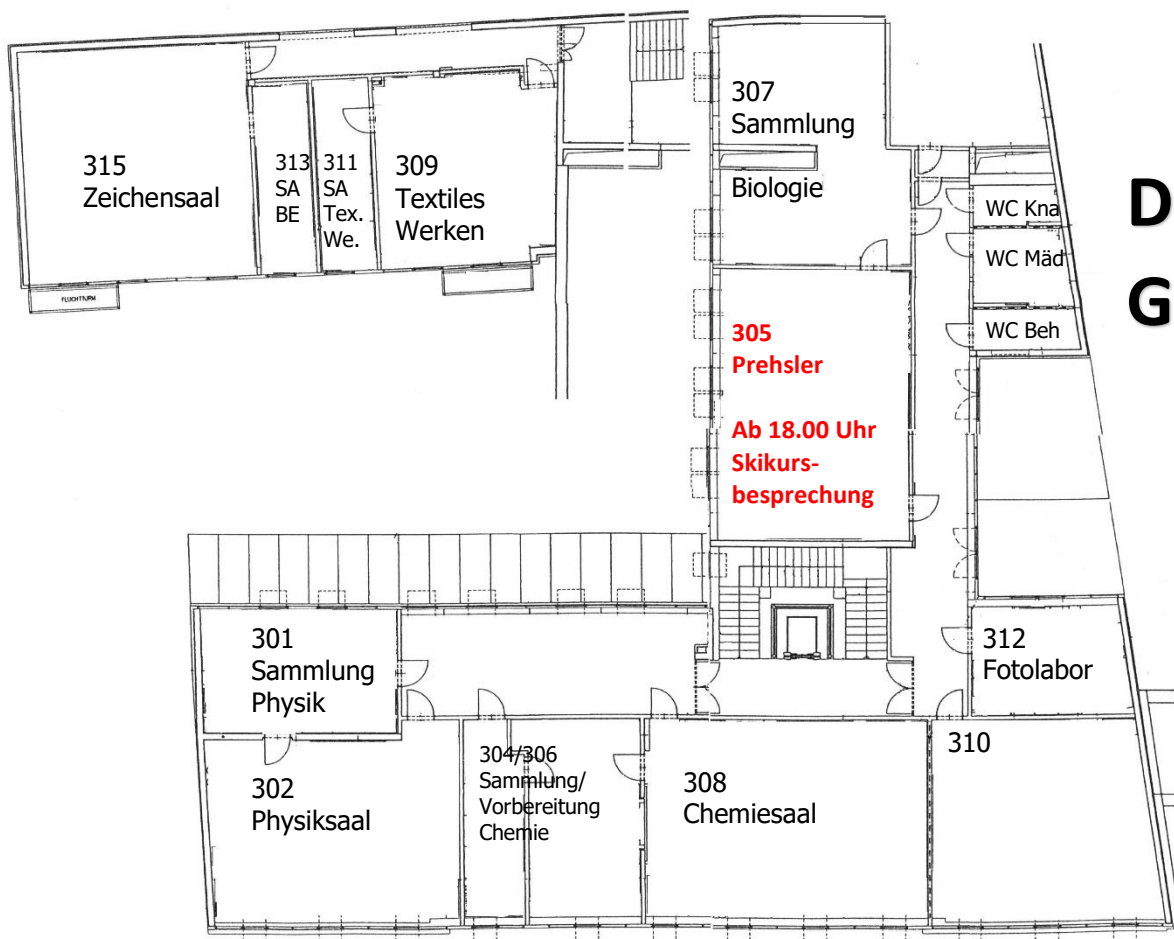 315
Zeichensaal
313
SA
BE
311
SA
Tex.
We.
309
Textiles
Werken
FLUCHTTURM
307
Sammlung
Biologie
WC Kna
WC Mäd
WC Beh
D
G
305
Prehsler
Ab 18.00 Uhr
Skikurs-
besprechung
301
Sammlung
Physik
302
Physiksaal
304/306
Sammlung/
Vorbereitung
Chemie
308
Chemiesaal
312
Fotolabor
310